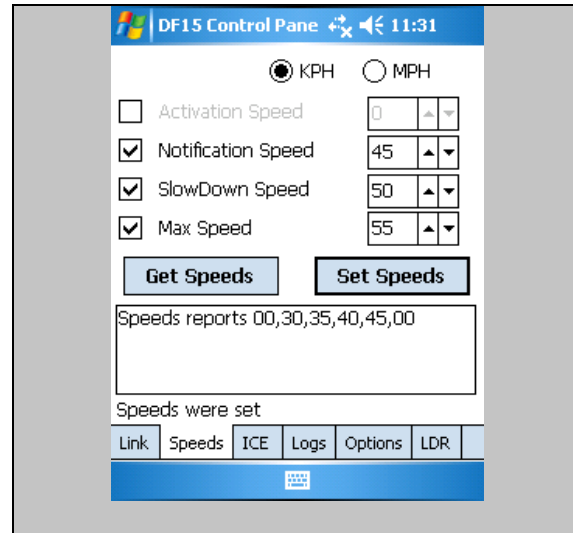 DF15 Control Pane 11:31
KPH MPH
Activation Speed 0
Notification Speed 45
SlowDown Speed 50
Max Speed 55
Get Speeds Set Speeds
Speeds reports 00,30,35,40,45,00
Speeds were set
Link Speeds ICE Logs Options LDR